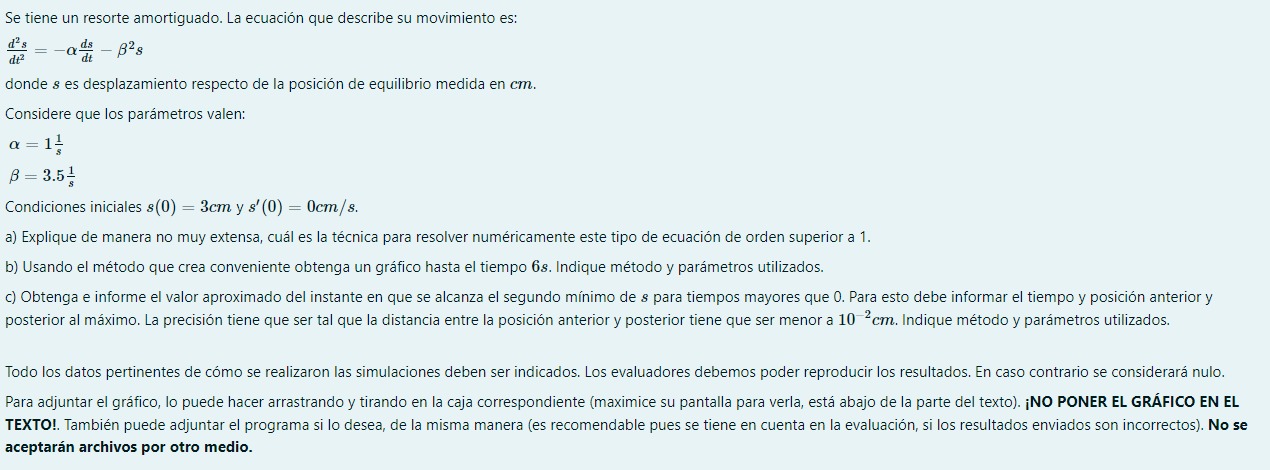 Se tiene un resorte amortiguado. La ecuación que describe su movimiento es:
$\frac{d^2s}{dt^2} = -\alpha\frac{ds}{dt} - \beta^2 s$
donde $s$ es desplazamiento respecto de la posición de equilibrio medida en $cm$.
Considere que los parámetros valen:
$\alpha = 1\frac{1}{s}$
$\beta = 3.5\frac{1}{s}$
Condiciones iniciales $s(0) = 3cm$ y $s'(0) = 0cm/s$.
a) Explique de manera no muy extensa, cuál es la técnica para resolver numéricamente este tipo de ecuación de orden superior a 1.
b) Usando el método que crea conveniente obtenga un gráfico hasta el tiempo $6s$. Indique método y parámetros utilizados.
c) Obtenga e informe el valor aproximado del instante en que se alcanza el segundo mínimo de $s$ para tiempos mayores que 0. Para esto debe informar el tiempo y posición anterior y
posterior al máximo. La precisión tiene que ser tal que la distancia entre la posición anterior y posterior tiene que ser menor a $10^{-2}cm$. Indique método y parámetros utilizados.
Todo los datos pertinentes de cómo se realizaron las simulaciones deben ser indicados. Los evaluadores debemos poder reproducir los resultados. En caso contrario se considerará nulo.
Para adjuntar el gráfico, lo puede hacer arrastrando y tirando en la caja correspondiente (maximice su pantalla para verla, está abajo de la parte del texto). ¡NO PONER EL GRÁFICO EN EL
TEXTO!. También puede adjuntar el programa si lo desea, de la misma manera (es recomendable pues se tiene en cuenta en la evaluación, si los resultados enviados son incorrectos). No se
aceptarán archivos por otro medio.